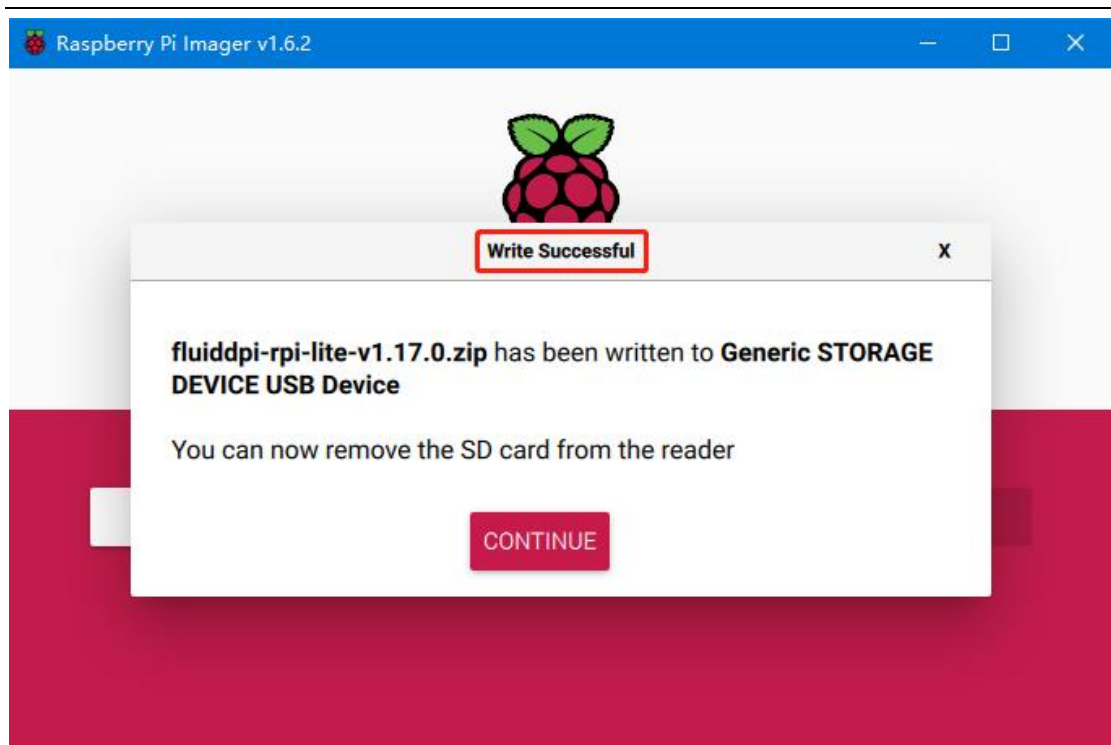 Raspberry Pi Imager v1.6.2
Write Successful
X
fluiddpi-rpi-lite-v1.17.0.zip has been written to Generic STORAGE
DEVICE USB Device
You can now remove the SD card from the reader
CONTINUE